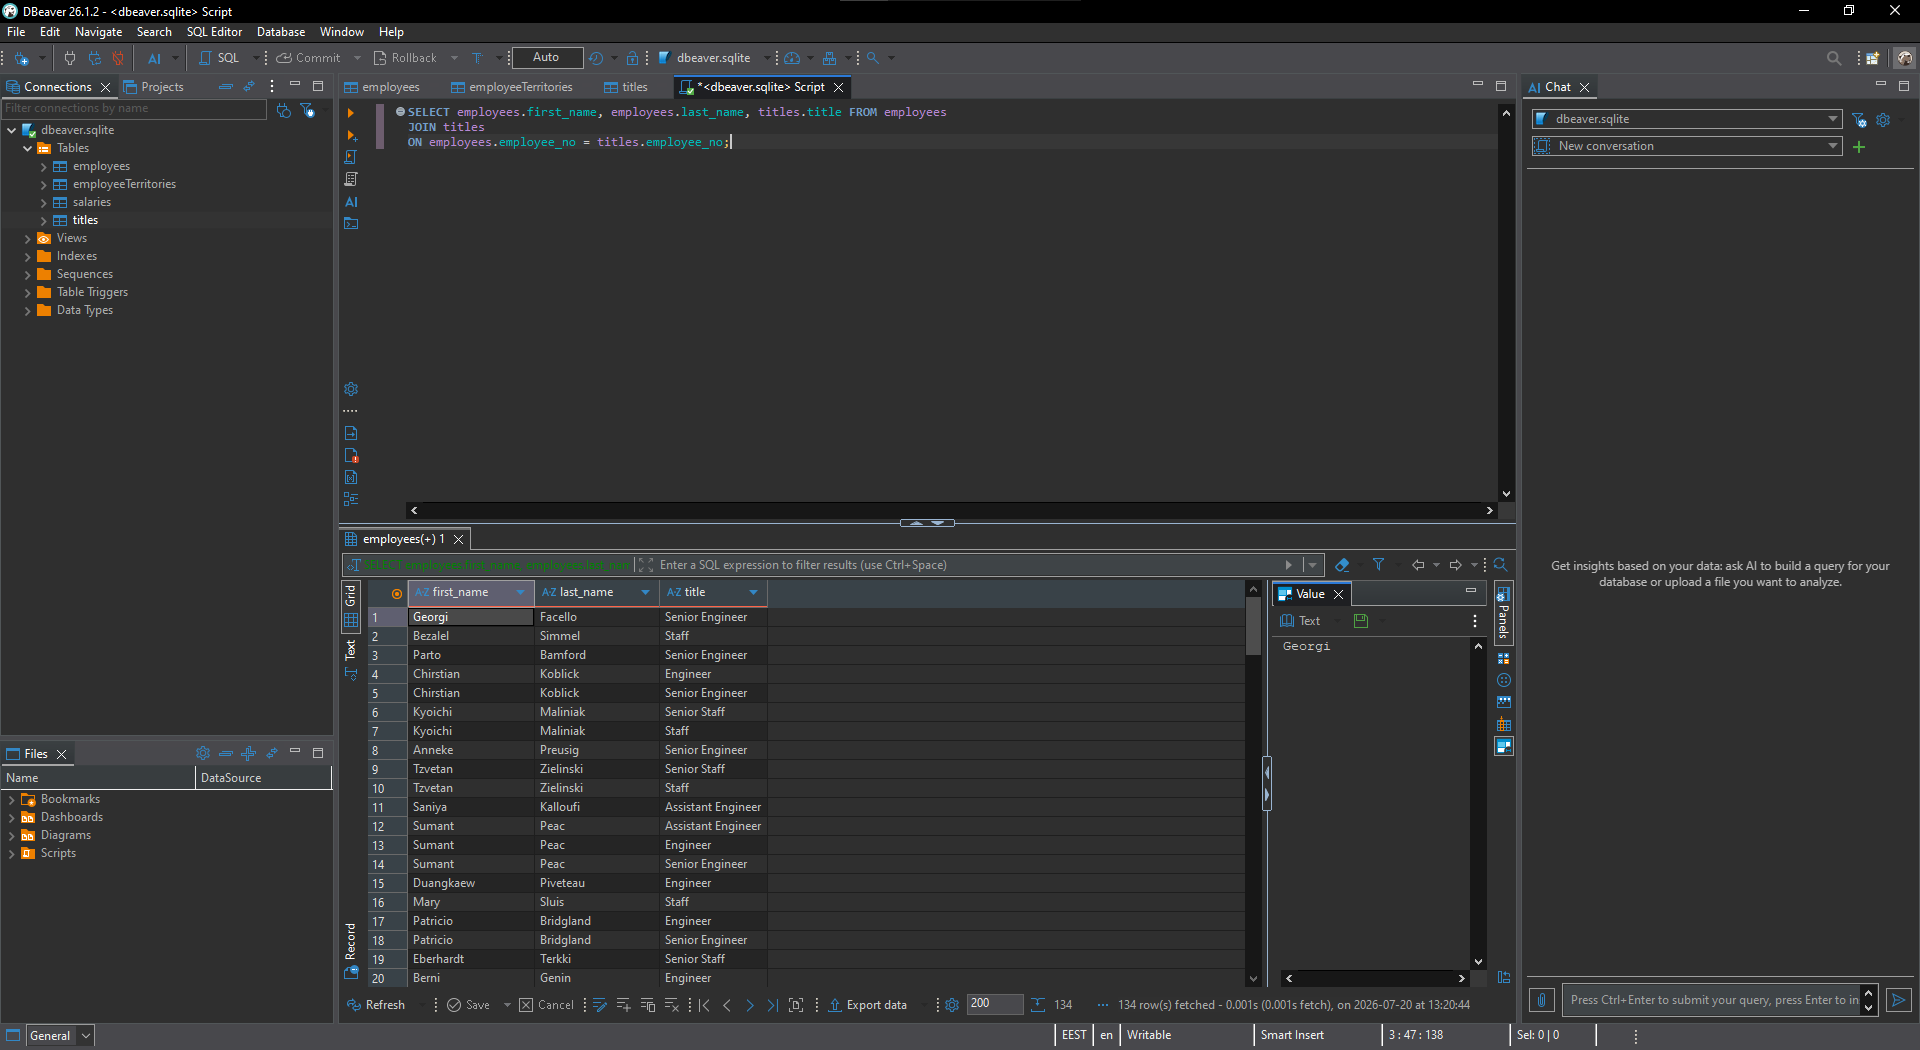 DBeaver 26.1.2 - <dbeaver.sqlite> Script
File Edit Navigate Search SQL Editor Database Window Help
SQL Commit Rollback Auto dbeaver.sqlite
Connections Projects
Filter connections by name
dbeaver.sqlite
Tables
employees
employeeTerritories
salaries
titles
Views
Indexes
Sequences
Table Triggers
Data Types
Files
Name DataSource
Bookmarks
Dashboards
Diagrams
Scripts
employees employeeTerritories titles *<dbeaver.sqlite> Script
SELECT employees.first_name, employees.last_name, titles.title FROM employees
JOIN titles
ON employees.employee_no = titles.employee_no;
AI
employees(+) 1
SELECT employees.first_name, employees.last_nan Enter a SQL expression to filter results (use Ctrl+Space)
Grid
Text
Record
A-Z first_name A-Z last_name A-Z title
1 Georgi Facello Senior Engineer
2 Bezalel Simmel Staff
3 Parto Bamford Senior Engineer
4 Chirstian Koblick Engineer
5 Chirstian Koblick Senior Engineer
6 Kyoichi Maliniak Senior Staff
7 Kyoichi Maliniak Staff
8 Anneke Preusig Senior Engineer
9 Tzvetan Zielinski Senior Staff
10 Tzvetan Zielinski Staff
11 Saniya Kalloufi Assistant Engineer
12 Sumant Peac Assistant Engineer
13 Sumant Peac Engineer
14 Sumant Peac Senior Engineer
15 Duangkaew Piveteau Engineer
16 Mary Sluis Staff
17 Patricio Bridgland Engineer
18 Patricio Bridgland Senior Engineer
19 Eberhardt Terkki Senior Staff
20 Berni Genin Engineer
Value
Text
Georgi
Panels
Refresh Save Cancel Export data 200 134 134 row(s) fetched - 0.001s (0.001s fetch), on 2026-07-20 at 13:20:44
AI Chat
dbeaver.sqlite
New conversation
Get insights based on your data: ask AI to build a query for your
database or upload a file you want to analyze.
Press Ctrl+Enter to submit your query, press Enter to in
General EEST en Writable Smart Insert 3 : 47 : 138 Sel: 0 | 0